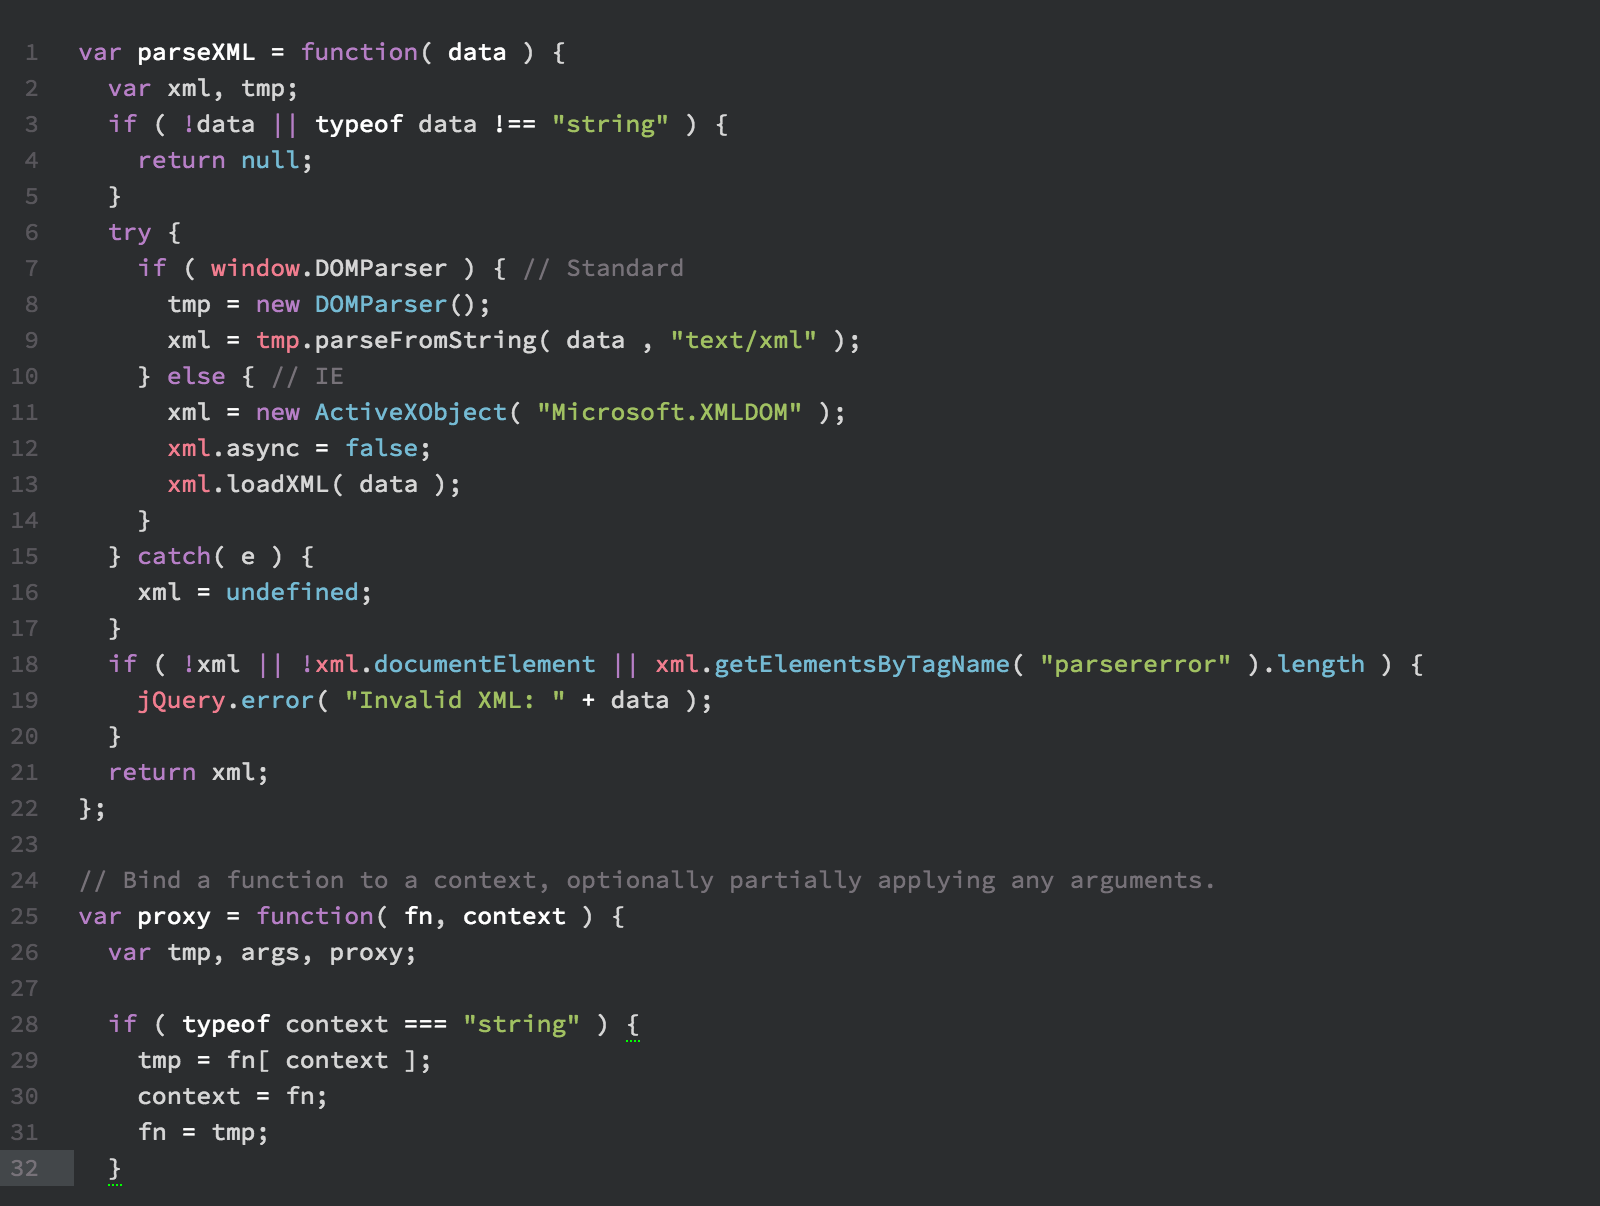 1 var parseXML = function( data ) {
2   var xml, tmp;
3   if ( !data || typeof data !== "string" ) {
4     return null;
5   }
6   try {
7     if ( window.DOMParser ) { // Standard
8       tmp = new DOMParser();
9       xml = tmp.parseFromString( data , "text/xml" );
10     } else { // IE
11       xml = new ActiveXObject( "Microsoft.XMLDOM" );
12       xml.async = false;
13       xml.loadXML( data );
14     }
15   } catch( e ) {
16     xml = undefined;
17   }
18   if ( !xml || !xml.documentElement || xml.getElementsByTagName( "parsererror" ).length ) {
19     jQuery.error( "Invalid XML: " + data );
20   }
21   return xml;
22 };
23
24 // Bind a function to a context, optionally partially applying any arguments.
25 var proxy = function( fn, context ) {
26   var tmp, args, proxy;
27
28   if ( typeof context === "string" ) {
29     tmp = fn[ context ];
30     context = fn;
31     fn = tmp;
32   }